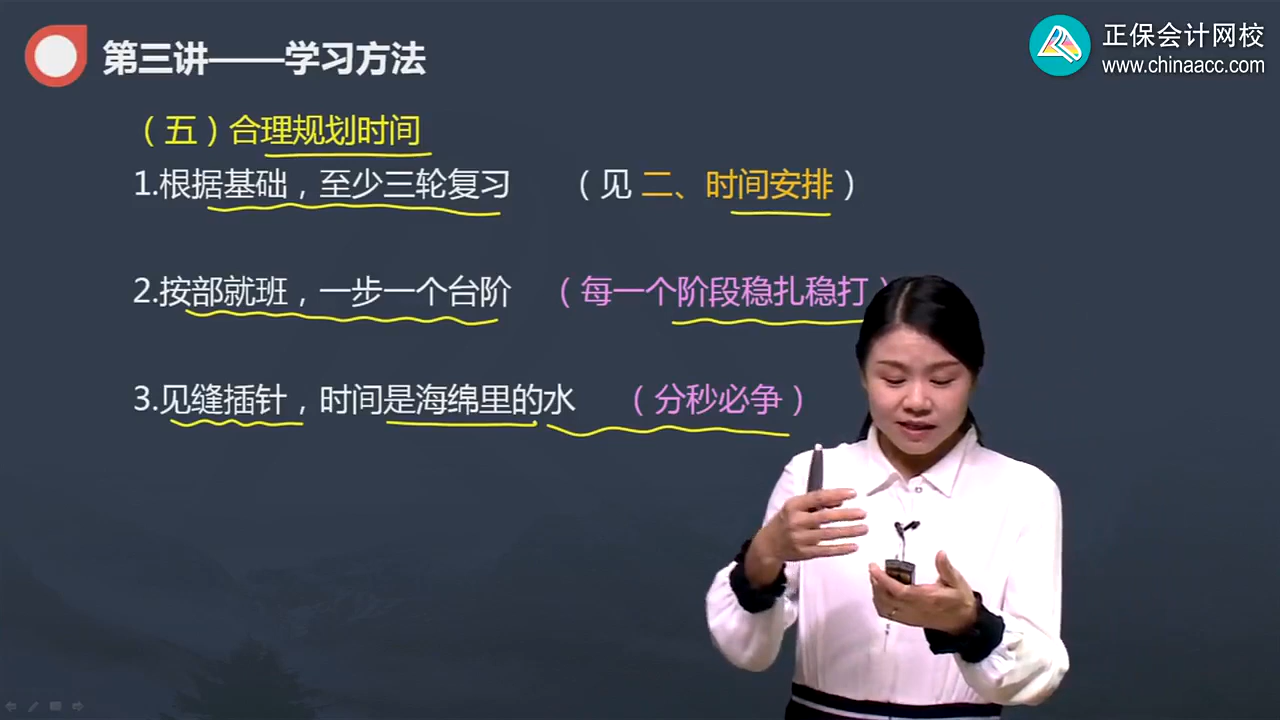 第三讲——学习方法
正保会计网校
www.chinaacc.com
（五）合理规划时间
1.根据基础，至少三轮复习 （见 二、时间安排）
2.按部就班，一步一个台阶 （每一个阶段稳扎稳打）
3.见缝插针，时间是海绵里的水 （分秒必争）